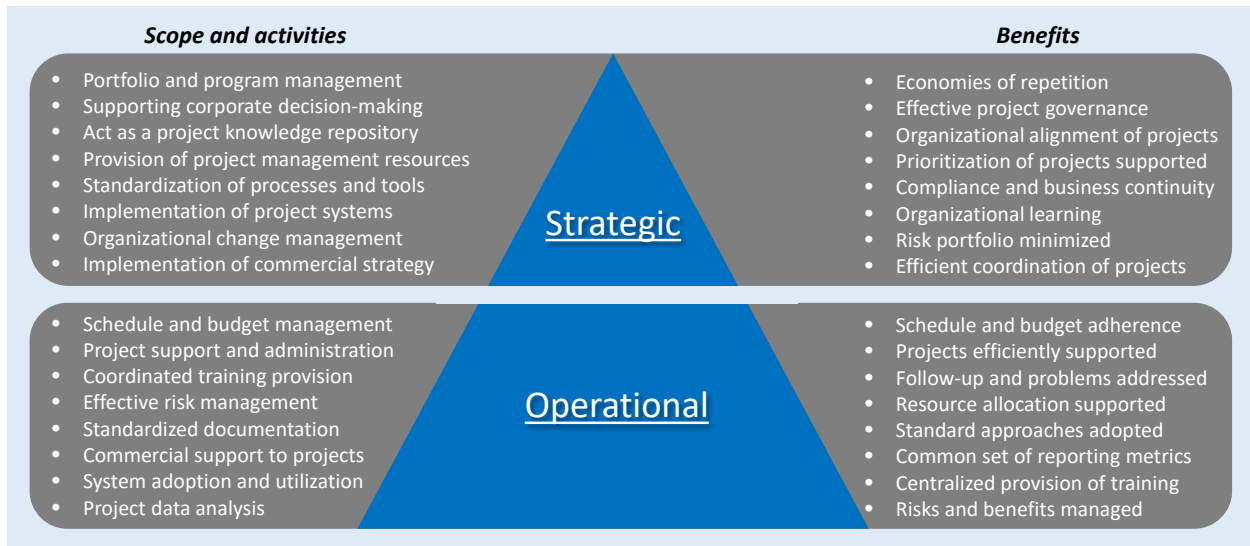 Scope and activities
Benefits
• Portfolio and program management
• Supporting corporate decision-making
• Act as a project knowledge repository
• Provision of project management resources
• Standardization of processes and tools
• Implementation of project systems
• Organizational change management
• Implementation of commercial strategy
Strategic
• Economies of repetition
• Effective project governance
• Organizational alignment of projects
• Prioritization of projects supported
• Compliance and business continuity
• Organizational learning
• Risk portfolio minimized
• Efficient coordination of projects
• Schedule and budget management
• Project support and administration
• Coordinated training provision
• Effective risk management
• Standardized documentation
• Commercial support to projects
• System adoption and utilization
• Project data analysis
Operational
• Schedule and budget adherence
• Projects efficiently supported
• Follow-up and problems addressed
• Resource allocation supported
• Standard approaches adopted
• Common set of reporting metrics
• Centralized provision of training
• Risks and benefits managed